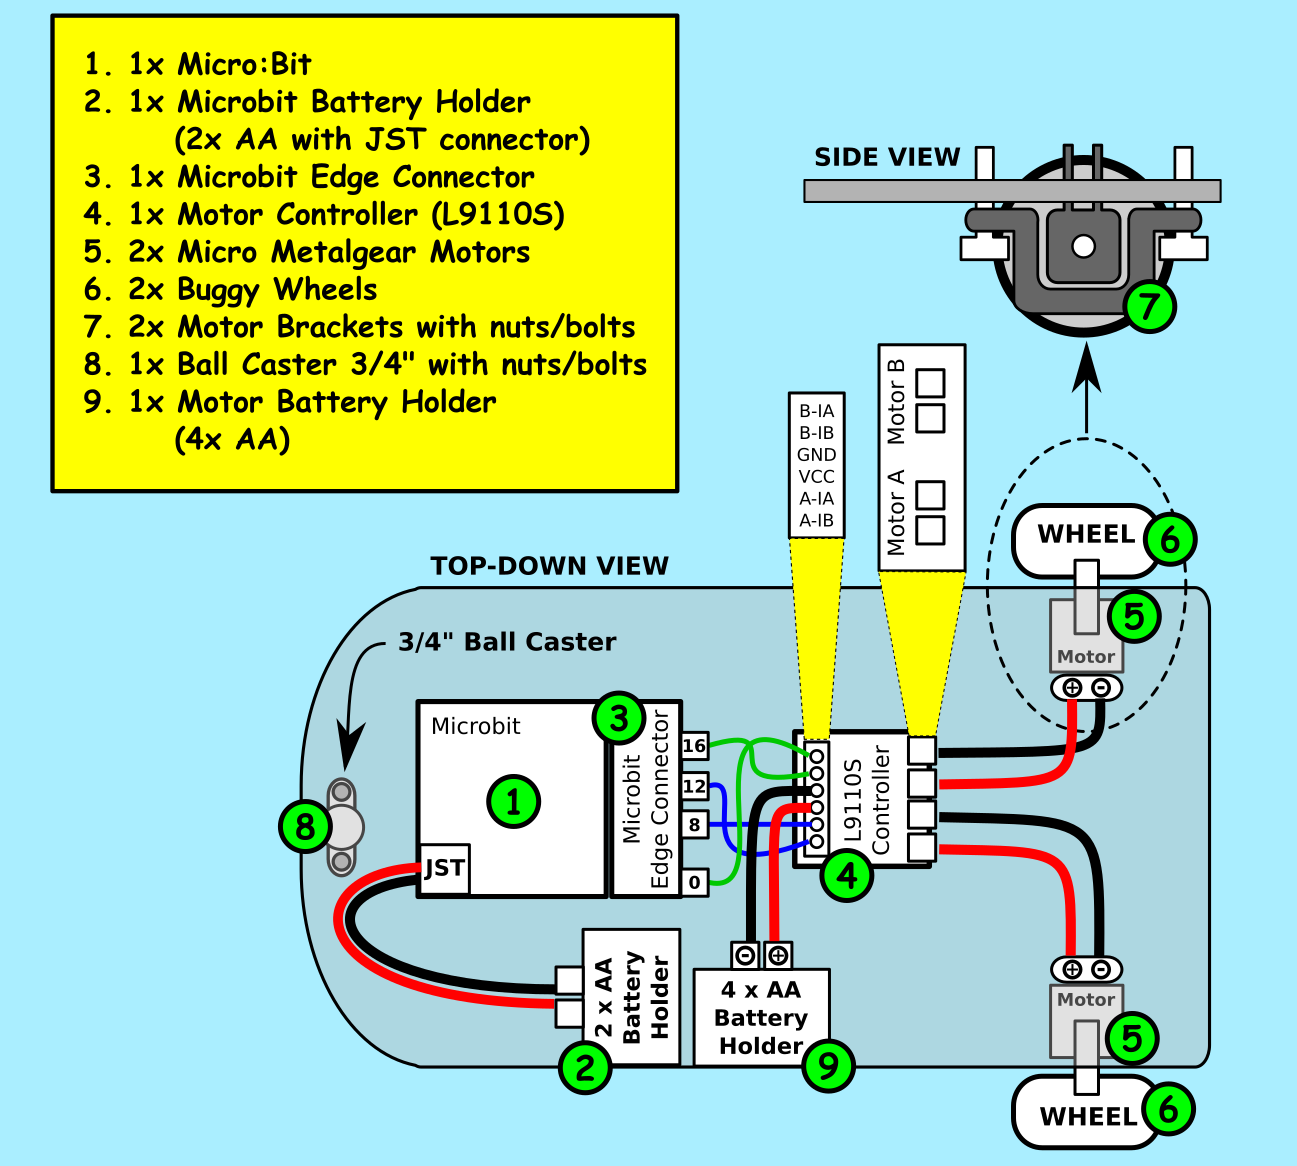 1. 1x Micro:Bit
2. 1x Microbit Battery Holder
(2x AA with JST connector)
3. 1x Microbit Edge Connector
4. 1x Motor Controller (L9110S)
5. 2x Micro Metalgear Motors
6. 2x Buggy Wheels
7. 2x Motor Brackets with nuts/bolts
8. 1x Ball Caster 3/4" with nuts/bolts
9. 1x Motor Battery Holder
(4x AA)
SIDE VIEW
7
B-IA
B-IB
GND
VCC
A-IA
A-IB
Motor B
Motor A
WHEEL
6
5
Motor
+ -
TOP-DOWN VIEW
3/4" Ball Caster
Microbit
1
JST
3
Microbit
Edge Connector
16
12
8
0
L9110S
Controller
4
8
2 x AA
Battery
Holder
2
- +
4 x AA
Battery
Holder
9
+ -
Motor
5
WHEEL
6